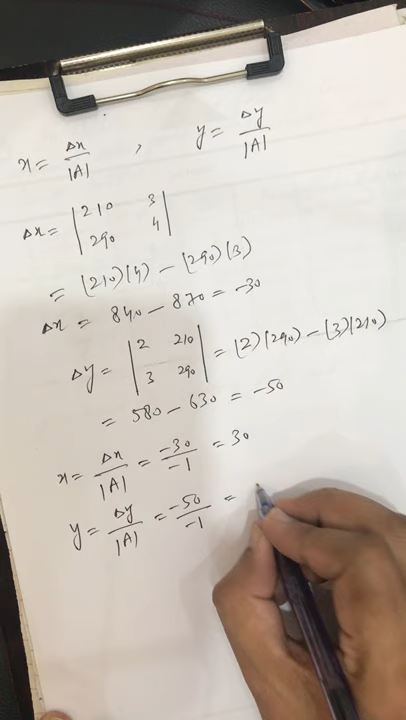 x = Δx / |A| , y = Δy / |A|
Δx = | 210 3 |
| 290 4 |
= (210)(4) − (290)(3)
Δx = 840 − 870 = −30
Δy = | 2 210 | = (2)(290) − (3)(210)
| 3 290 |
= 580 − 630 = −50
x = Δx / |A| = −30 / −1 = 30
y = Δy / |A| = −50 / −1 =